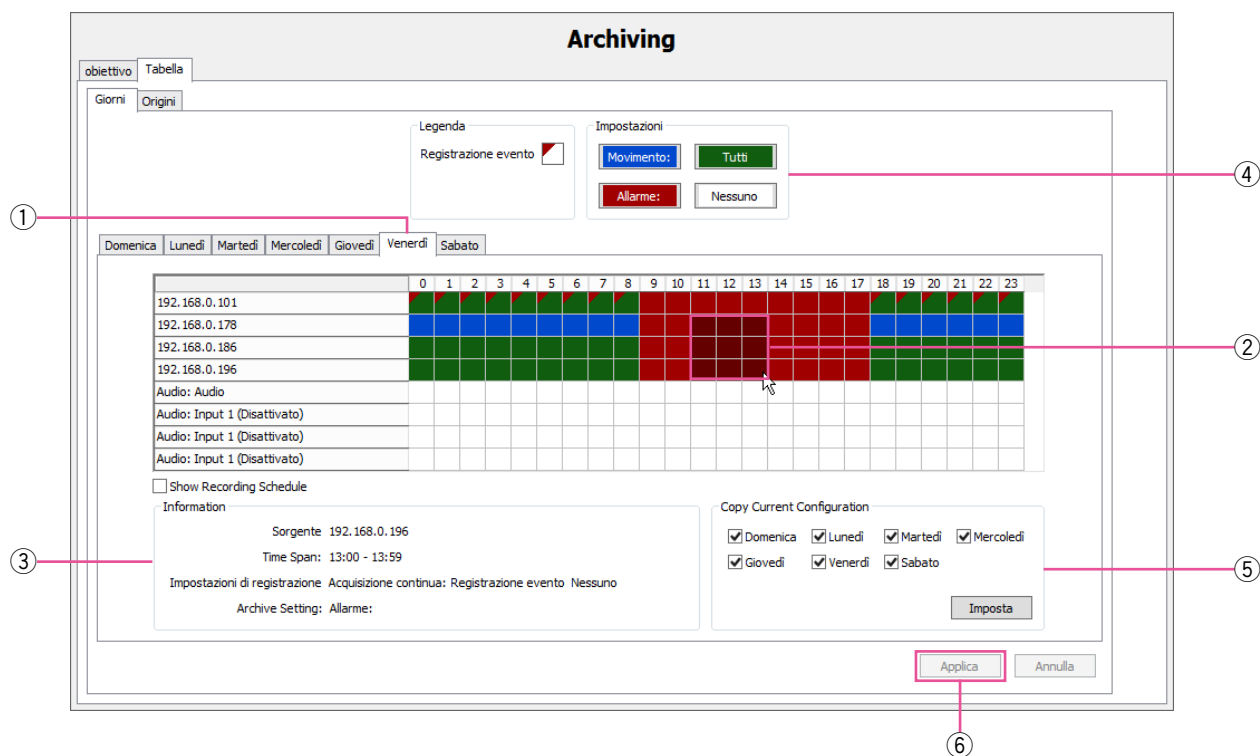 Archiving
obiettivo Tabella
Giorni Origini
Legenda
Registrazione evento
Impostazioni
Movimento: Tutti
Allarme: Nessuno
④
①
Domenica Lunedì Martedì Mercoledì Giovedì Venerdì Sabato
0 1 2 3 4 5 6 7 8 9 10 11 12 13 14 15 16 17 18 19 20 21 22 23
192.168.0.101
192.168.0.178
192.168.0.186
②
192.168.0.196
Audio: Audio
Audio: Input 1 (Disattivato)
Audio: Input 1 (Disattivato)
Audio: Input 1 (Disattivato)
Show Recording Schedule
Information
Sorgente 192.168.0.196
Time Span: 13:00 - 13:59
③
Impostazioni di registrazione Acquisizione continua: Registrazione evento Nessuno
Archive Setting: Allarme:
Copy Current Configuration
Domenica Lunedì Martedì Mercoledì
Giovedì Venerdì Sabato
⑤
Imposta
Applica Annulla
⑥